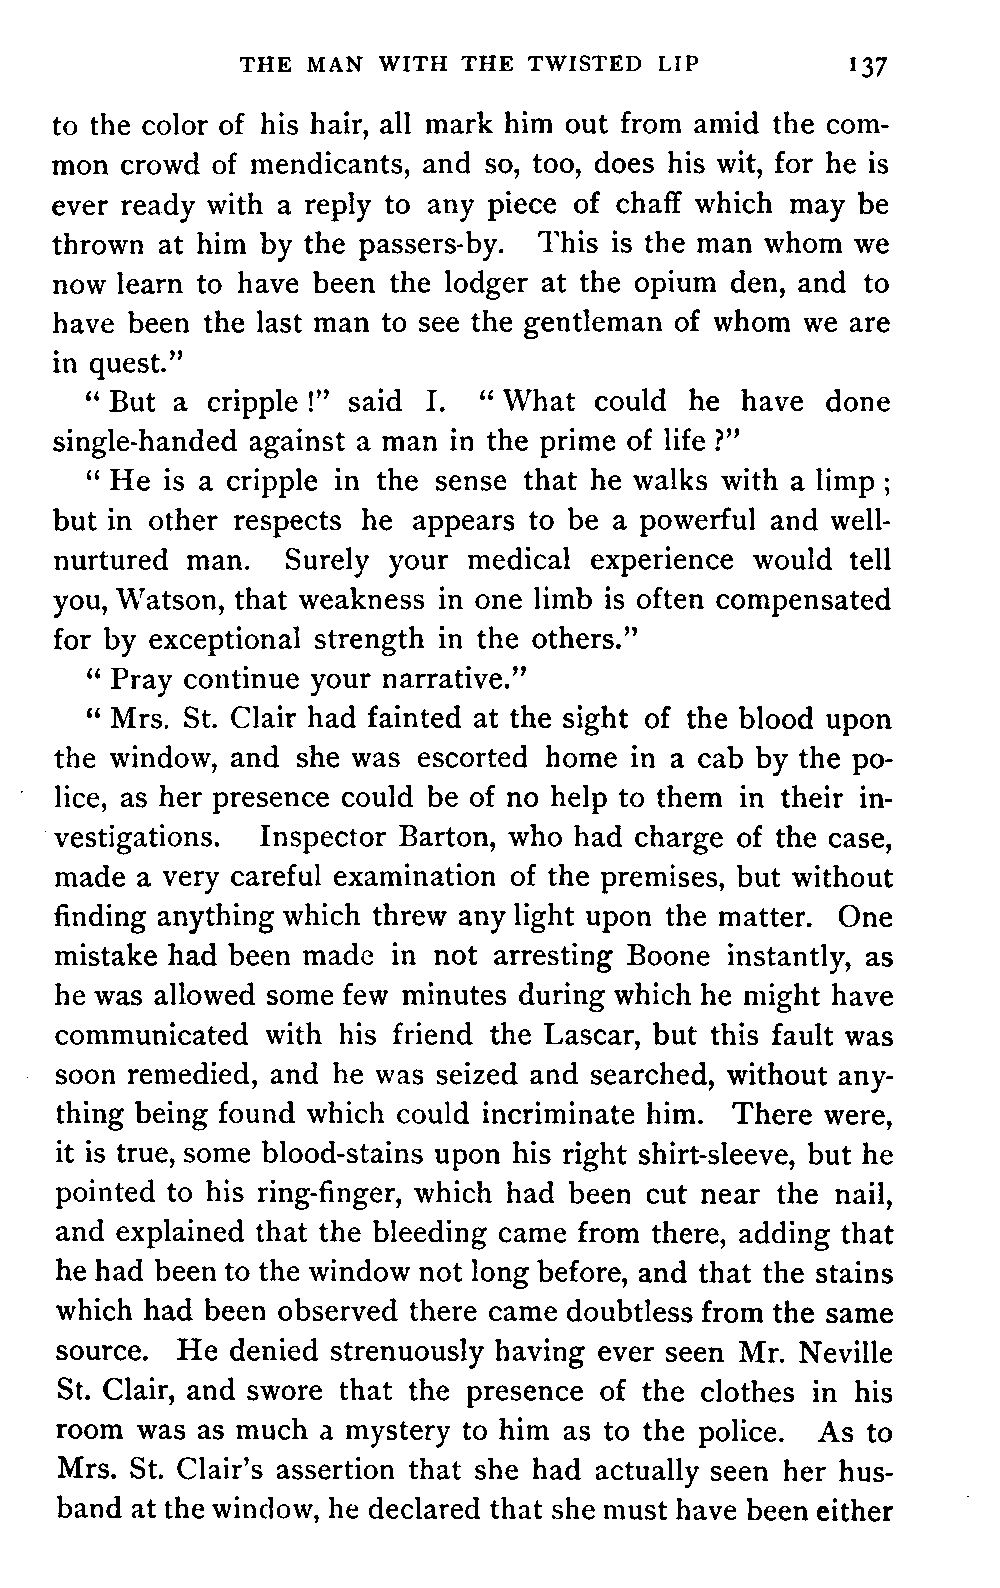 THE MAN WITH THE TWISTED LIP 137
to the color of his hair, all mark him out from amid the com-
mon crowd of mendicants, and so, too, does his wit, for he is
ever ready with a reply to any piece of chaff which may be
thrown at him by the passers-by. This is the man whom we
now learn to have been the lodger at the opium den, and to
have been the last man to see the gentleman of whom we are
in quest.”
“ But a cripple !” said I. “ What could he have done
single-handed against a man in the prime of life ?”
“ He is a cripple in the sense that he walks with a limp ;
but in other respects he appears to be a powerful and well-
nurtured man. Surely your medical experience would tell
you, Watson, that weakness in one limb is often compensated
for by exceptional strength in the others.”
“ Pray continue your narrative.”
“ Mrs. St. Clair had fainted at the sight of the blood upon
the window, and she was escorted home in a cab by the po-
lice, as her presence could be of no help to them in their in-
vestigations. Inspector Barton, who had charge of the case,
made a very careful examination of the premises, but without
finding anything which threw any light upon the matter. One
mistake had been made in not arresting Boone instantly, as
he was allowed some few minutes during which he might have
communicated with his friend the Lascar, but this fault was
soon remedied, and he was seized and searched, without any-
thing being found which could incriminate him. There were,
it is true, some blood-stains upon his right shirt-sleeve, but he
pointed to his ring-finger, which had been cut near the nail,
and explained that the bleeding came from there, adding that
he had been to the window not long before, and that the stains
which had been observed there came doubtless from the same
source. He denied strenuously having ever seen Mr. Neville
St. Clair, and swore that the presence of the clothes in his
room was as much a mystery to him as to the police. As to
Mrs. St. Clair’s assertion that she had actually seen her hus-
band at the window, he declared that she must have been either